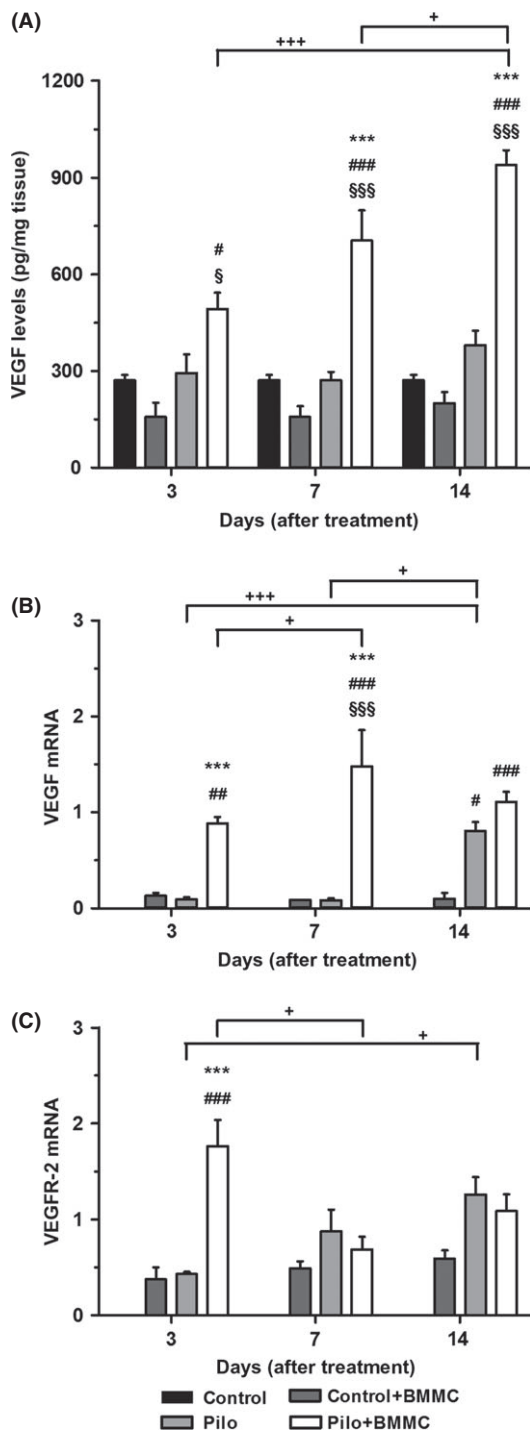 (A)
+
+++
***
###
§§§
***
###
§§§
#
§
1200
900
600
300
0
VEGF levels (pg/mg tissue)
3 7 14
Days (after treatment)
(B)
+
+++
+
***
###
§§§
***
##
#
###
3
2
1
0
VEGF mRNA
3 7 14
Days (after treatment)
(C)
+
+
***
###
3
2
1
0
VEGFR-2 mRNA
3 7 14
Days (after treatment)
Control Control+BMMC
Pilo Pilo+BMMC